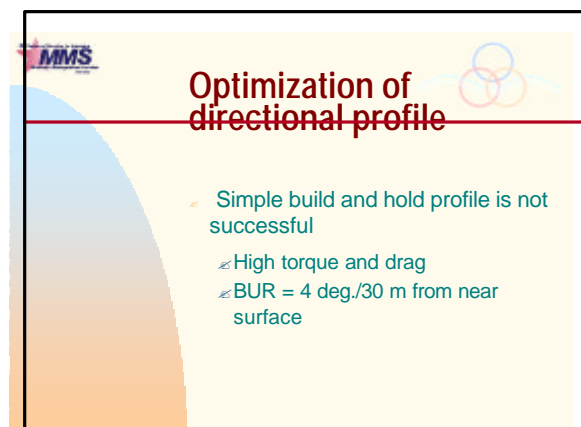 MMS
Optimization of
directional profile
Simple build and hold profile is not
successful
High torque and drag
BUR = 4 deg./30 m from near
surface